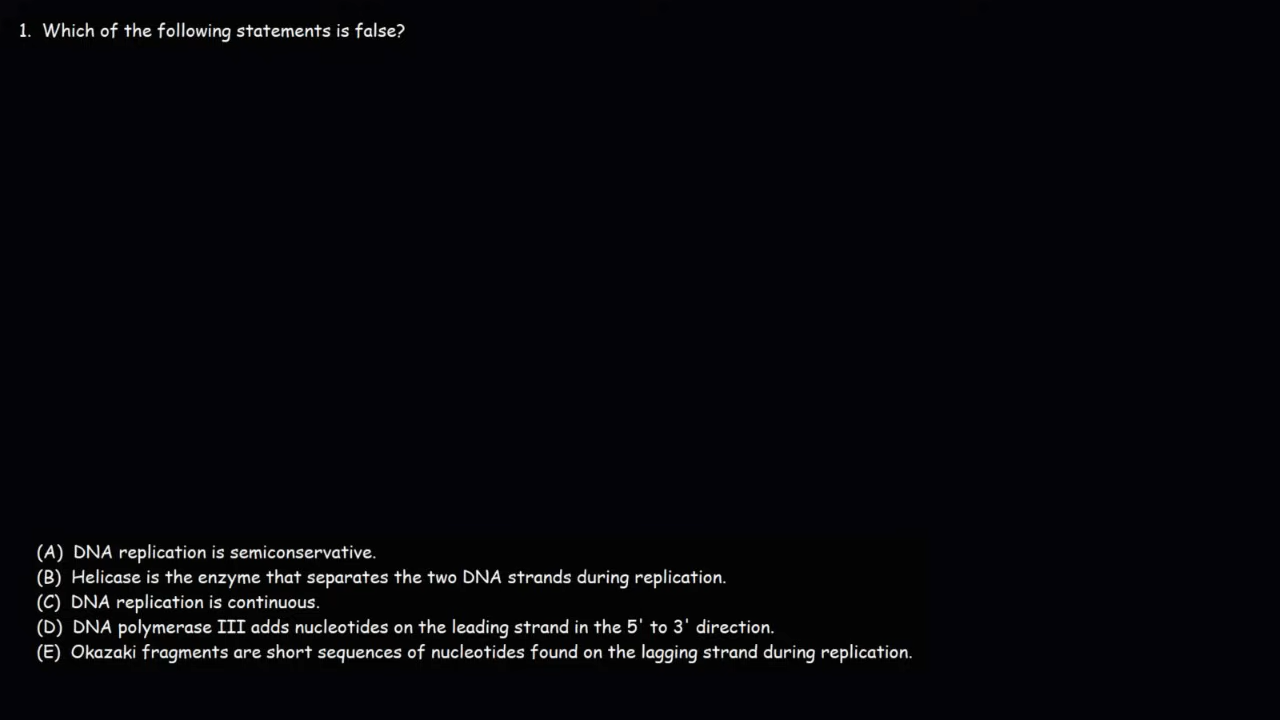 1. Which of the following statements is false?
(A) DNA replication is semiconservative.
(B) Helicase is the enzyme that separates the two DNA strands during replication.
(C) DNA replication is continuous.
(D) DNA polymerase III adds nucleotides on the leading strand in the 5' to 3' direction.
(E) Okazaki fragments are short sequences of nucleotides found on the lagging strand during replication.